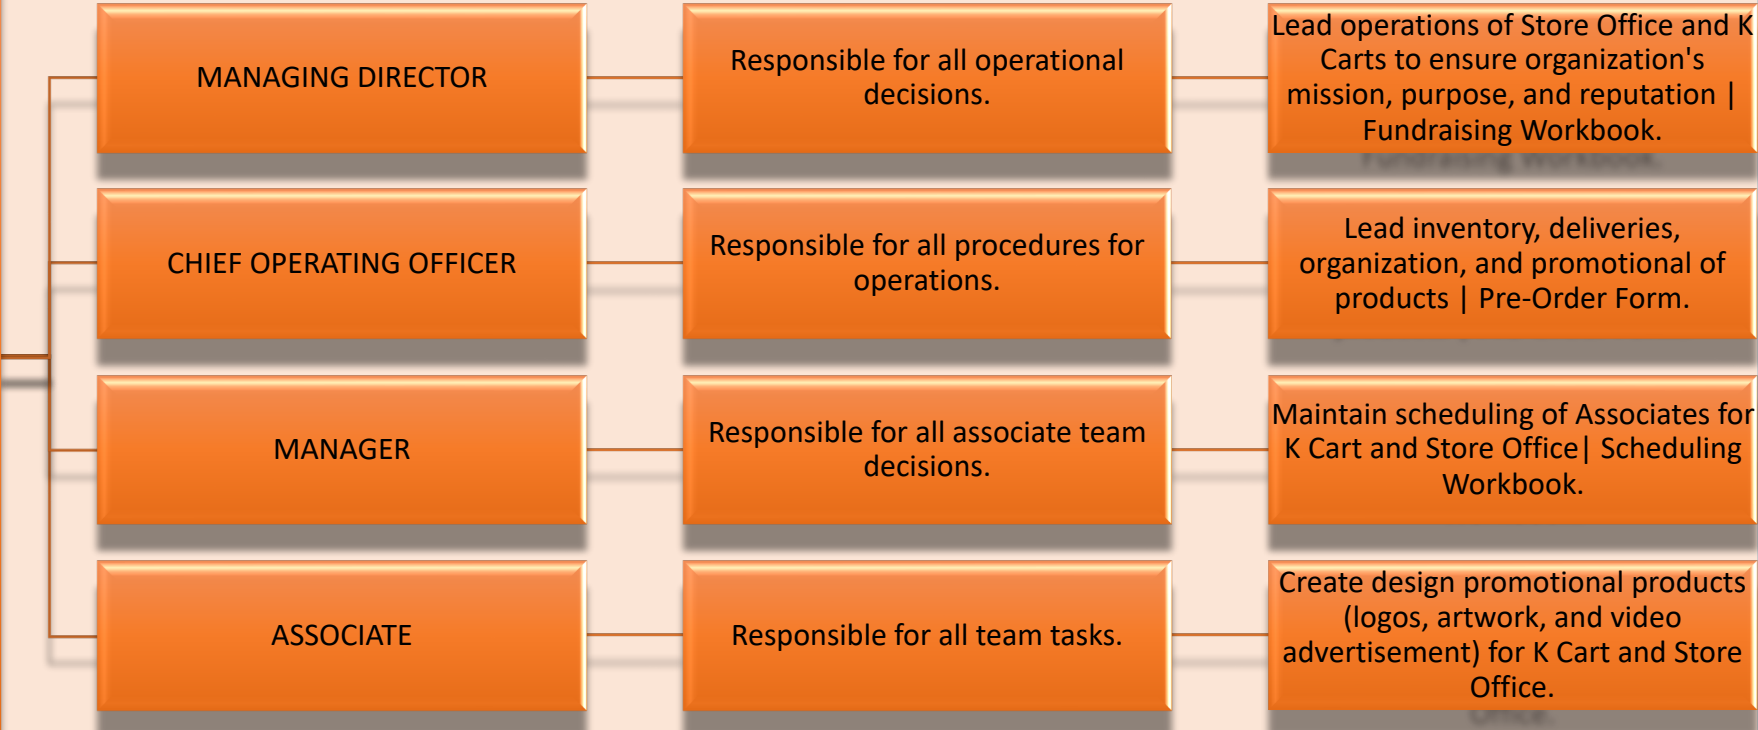 MANAGING DIRECTOR
Responsible for all operational
decisions.
Lead operations of Store Office and K
Carts to ensure organization's
mission, purpose, and reputation |
Fundraising Workbook.
CHIEF OPERATING OFFICER
Responsible for all procedures for
operations.
Lead inventory, deliveries,
organization, and promotional of
products | Pre-Order Form.
MANAGER
Responsible for all associate team
decisions.
Maintain scheduling of Associates for
K Cart and Store Office| Scheduling
Workbook.
ASSOCIATE
Responsible for all team tasks.
Create design promotional products
(logos, artwork, and video
advertisement) for K Cart and Store
Office.